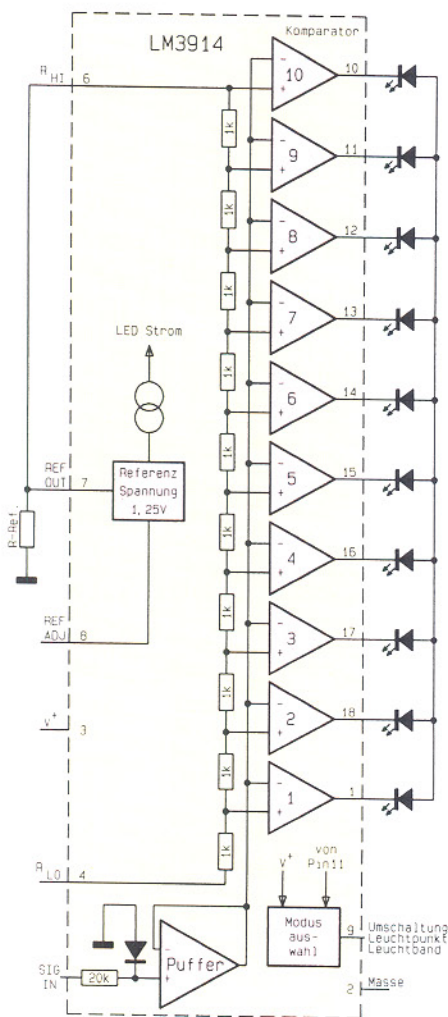 LM3914
Komparator
R HI 6
10 10
1k
9 11
1k
8 12
1k
7 13
LED Strom
1k
6 14
1k
REF OUT 7
Referenz
Spannung
1,25V
5 15
R-Ref.
1k
4 16
REF ADJ 8
1k
3 17
1k
V+ 3
2 18
1k
1 1
1k
R LO 4
V+
von
Pin11
Modus
aus-
wahl
9
Umschaltung
Leuchtpunkt
Leuchtband
Puffer
SIG
IN
20k
2 Masse